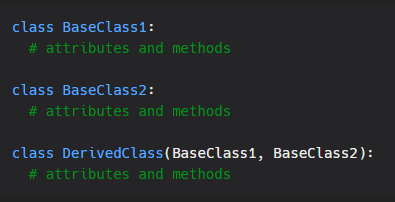 class BaseClass1:
  # attributes and methods
class BaseClass2:
  # attributes and methods
class DerivedClass(BaseClass1, BaseClass2):
  # attributes and methods